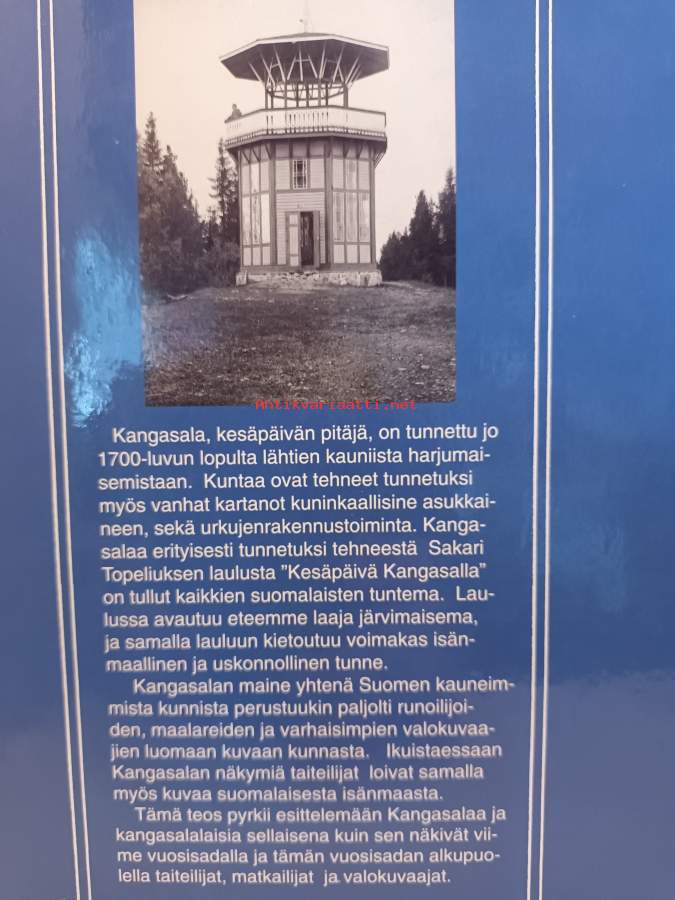 Antikvariaatti.net
Kangasala, kesäpäivän pitäjä, on tunnettu jo
1700-luvun lopulta lähtien kauniista harjumai-
semistaan. Kuntaa ovat tehneet tunnetuksi
myös vanhat kartanot kuninkaallisine asukkai-
neen, sekä urkujenrakennustoiminta. Kanga-
salaa erityisesti tunnetuksi tehneestä Sakari
Topeliuksen laulusta ”Kesäpäivä Kangasalla”
on tullut kaikkien suomalaisten tuntema. Lau-
lussa avautuu eteemme laaja järvimaisema,
ja samalla lauluun kietoutuu voimakas isän-
maallinen ja uskonnollinen tunne.
Kangasalan maine yhtenä Suomen kauneim-
mista kunnista perustuukin paljolti runoilijoi-
den, maalareiden ja varhaisimpien valokuvaa-
jien luomaan kuvaan kunnasta. Ikuistaessaan
Kangasalan näkymiä taiteilijat loivat samalla
myös kuvaa suomalaisesta isänmaasta.
Tämä teos pyrkii esittelemään Kangasalaa ja
kangasalalaisia sellaisena kuin sen näkivät vii-
me vuosisadalla ja tämän vuosisadan alkupuo-
lella taiteilijat, matkailijat ja valokuvaajat.